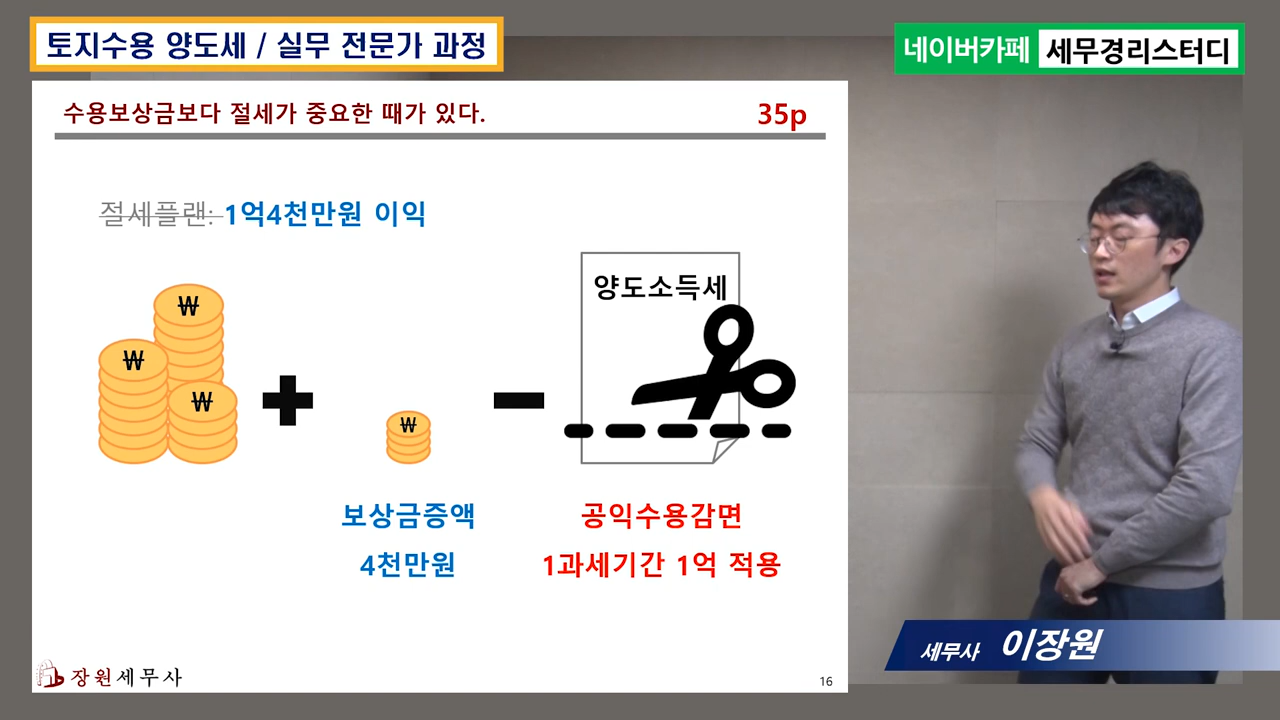 토지수용 양도세 / 실무 전문가 과정
네이버카페 세무경리스터디
수용보상금보다 절세가 중요한 때가 있다.
35p
절세플랜: 1억4천만원 이익
양도소득세
₩
₩
₩
₩
보상금증액
4천만원
공익수용감면
1과세기간 1억 적용
세무사 이장원
장원세무사
16